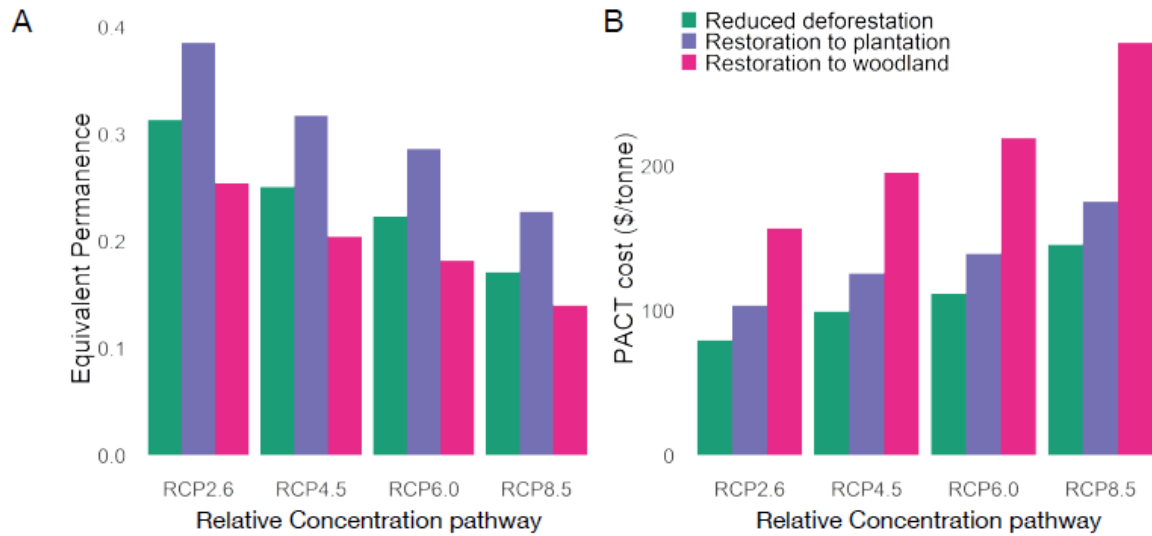 A
Equivalent Permanence
0.4
0.3
0.2
0.1
0.0
RCP2.6 RCP4.5 RCP6.0 RCP8.5
Relative Concentration pathway
B
Reduced deforestation
Restoration to plantation
Restoration to woodland
PACT cost ($/tonne)
200
100
0
RCP2.6 RCP4.5 RCP6.0 RCP8.5
Relative Concentration pathway